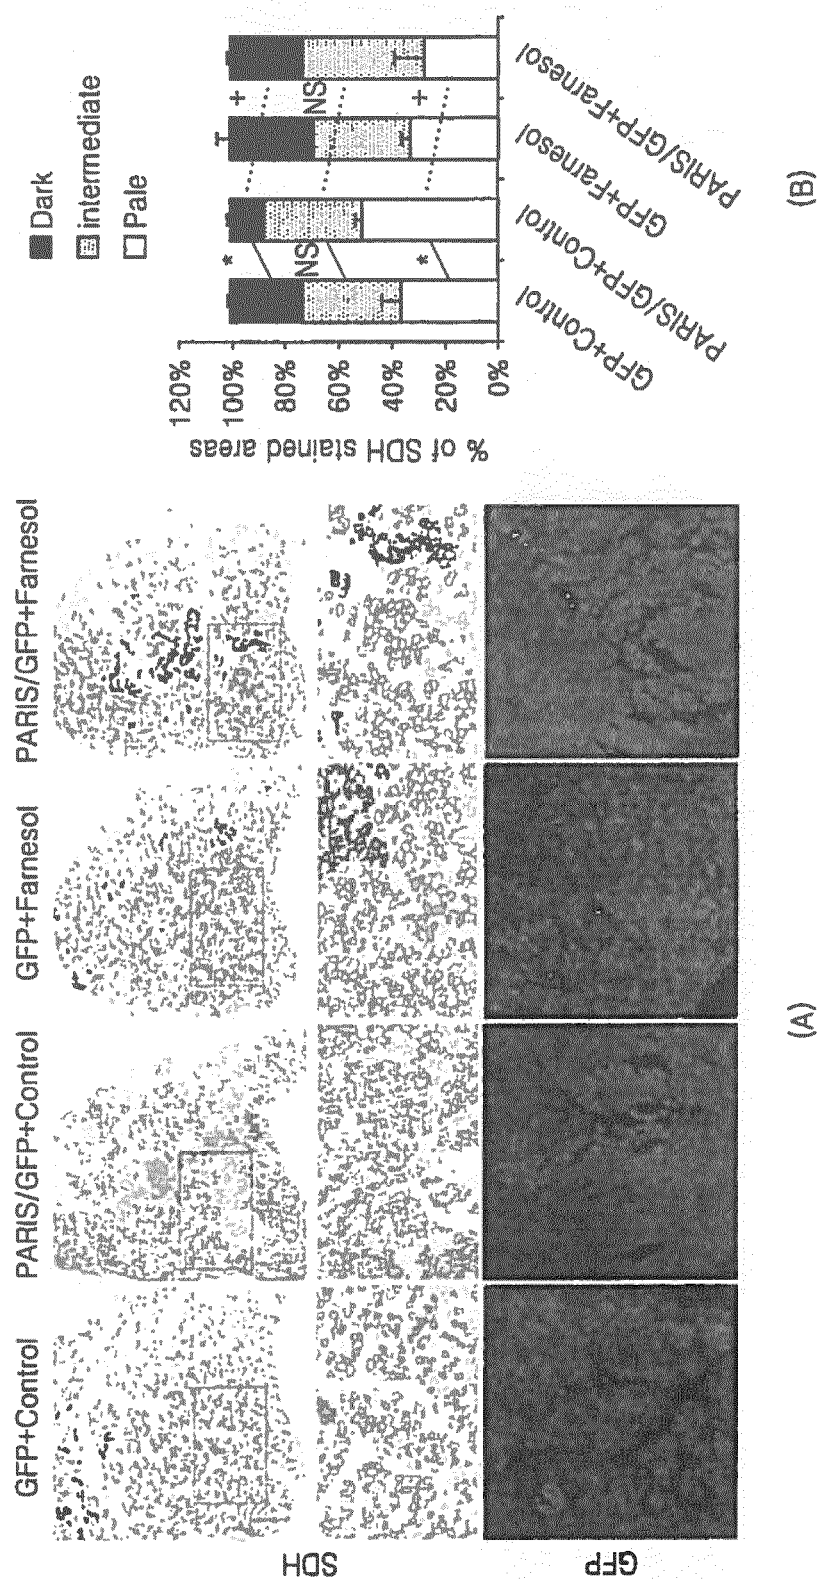 GFP+Control
PARIS/GFP+Control
GFP+Farnesol
PARIS/GFP+Farnesol
SDH
GFP
(A)
Dark
intermediate
Pale
% of SDH stained areas
120%
100%
80%
60%
40%
20%
0%
*
NS
*
+
NS
+
GFP+Control
PARIS/GFP+Control
GFP+Farnesol
PARIS/GFP+Farnesol
(B)